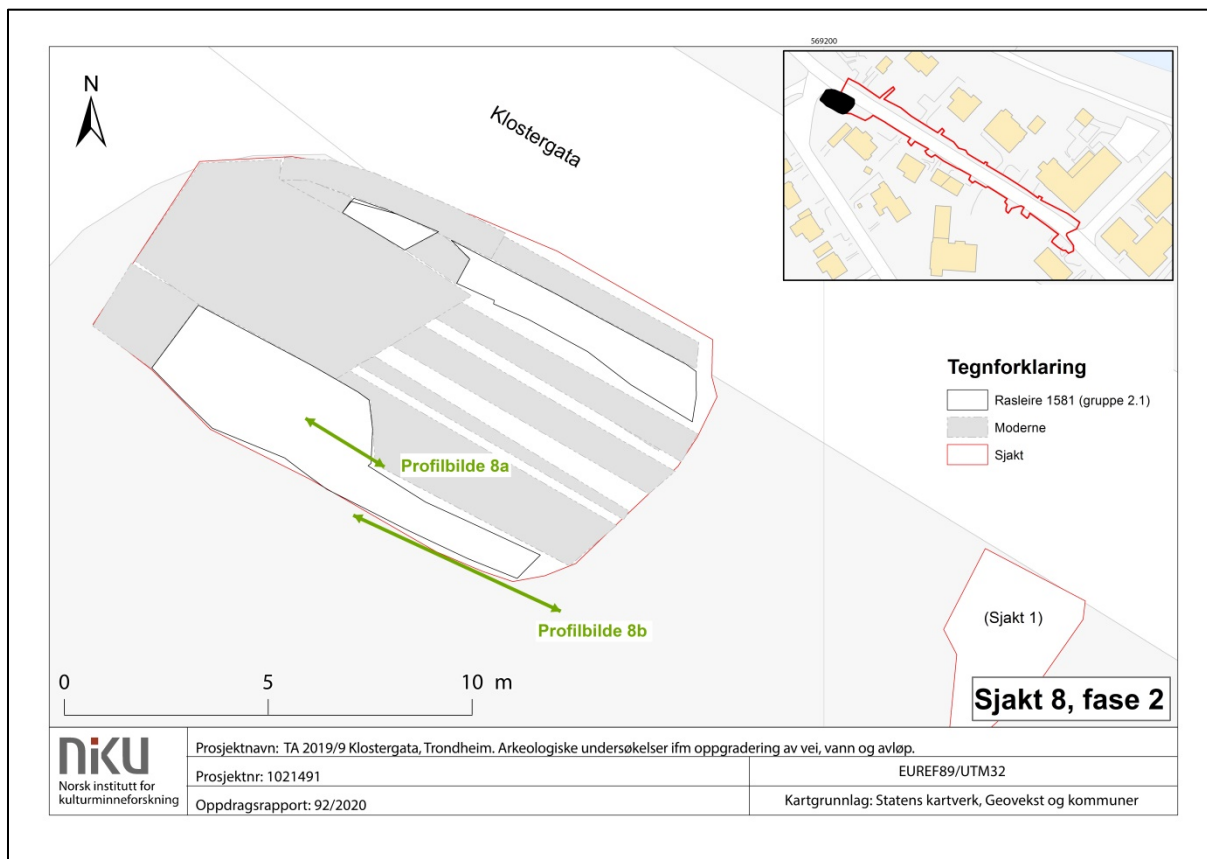 569200
N
Klostergata
Tegnforklaring
Rasleire 1581 (gruppe 2.1)
Moderne
Sjakt
Profilbilde 8a
Profilbilde 8b
(Sjakt 1)
0 5 10 m
Sjakt 8, fase 2
NIKU
Norsk institutt for
kulturminneforskning
Prosjektnavn: TA 2019/9 Klostergata, Trondheim. Arkeologiske undersøkelser ifm oppgradering av vei, vann og avløp.
Prosjektnr: 1021491
EUREF89/UTM32
Oppdragsrapport: 92/2020
Kartgrunnlag: Statens kartverk, Geovekst og kommuner